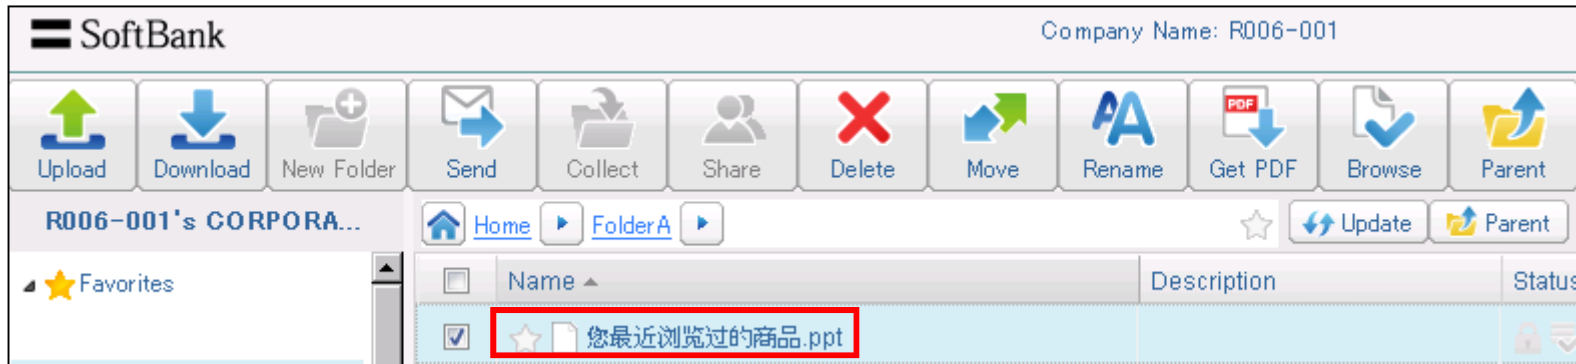 SoftBank
Company Name: R006-001
Upload Download New Folder Send Collect Share Delete Move Rename PDF Get PDF Browse Parent
R006-001's CORPORA...
Home FolderA Update Parent
Favorites
Name Description Status
您最近浏览过的商品.ppt